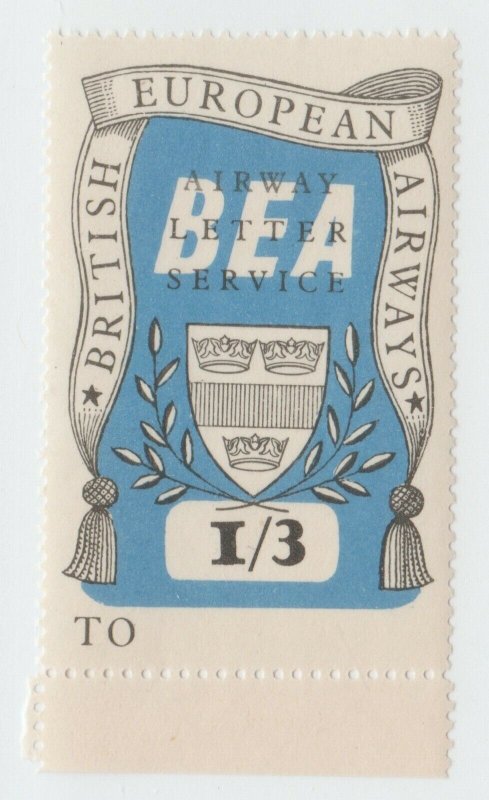 BRITISH EUROPEAN AIRWAYS
BEA
AIRWAY
LETTER
SERVICE
1/3
TO